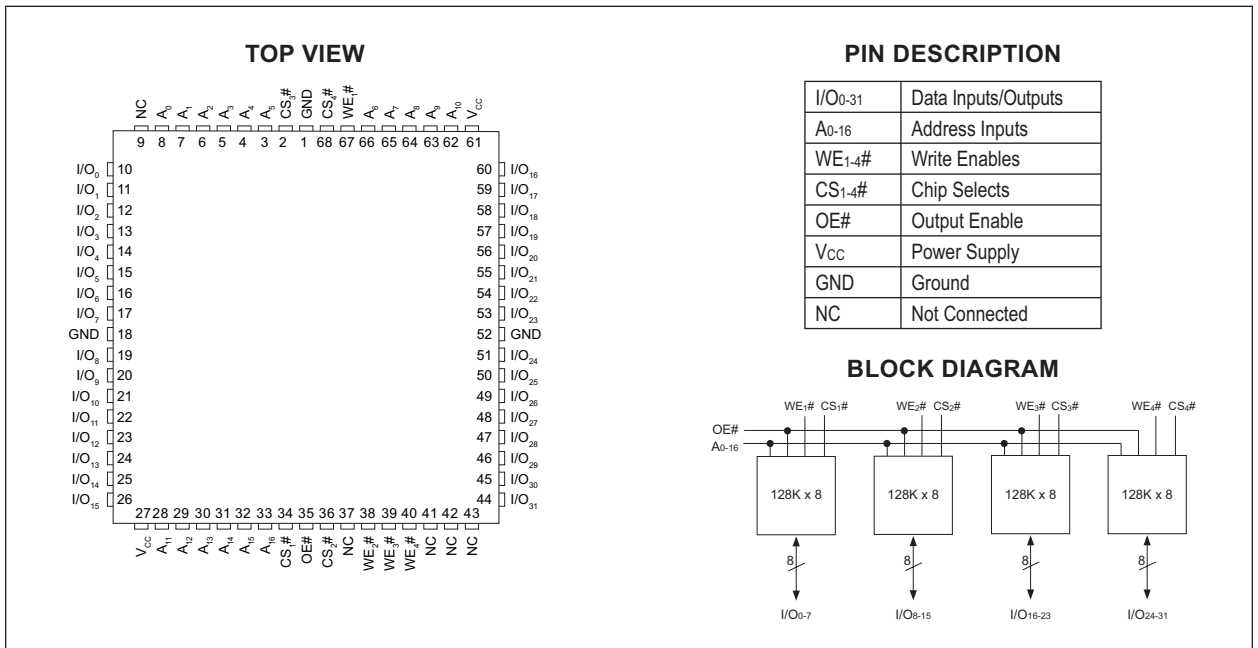 TOP VIEW
NC A₀ A₁ A₂ A₃ A₄ A₅ CS₃# GND CS₄# WE₁# A₆ A₇ A₈ A₉ A₁₀ V_CC
9 8 7 6 5 4 3 2 1 68 67 66 65 64 63 62 61
I/O₀ 10 60 I/O₁₆
I/O₁ 11 59 I/O₁₇
I/O₂ 12 58 I/O₁₈
I/O₃ 13 57 I/O₁₉
I/O₄ 14 56 I/O₂₀
I/O₅ 15 55 I/O₂₁
I/O₆ 16 54 I/O₂₂
I/O₇ 17 53 I/O₂₃
GND 18 52 GND
I/O₈ 19 51 I/O₂₄
I/O₉ 20 50 I/O₂₅
I/O₁₀ 21 49 I/O₂₆
I/O₁₁ 22 48 I/O₂₇
I/O₁₂ 23 47 I/O₂₈
I/O₁₃ 24 46 I/O₂₉
I/O₁₄ 25 45 I/O₃₀
I/O₁₅ 26 44 I/O₃₁
27 28 29 30 31 32 33 34 35 36 37 38 39 40 41 42 43
V_CC A₁₁ A₁₂ A₁₃ A₁₄ A₁₅ A₁₆ CS₁# OE# CS₂# NC WE₂# WE₃# WE₄# NC NC NC
PIN DESCRIPTION
I/O0-31 Data Inputs/Outputs
A0-16 Address Inputs
WE1-4# Write Enables
CS1-4# Chip Selects
OE# Output Enable
VCC Power Supply
GND Ground
NC Not Connected
BLOCK DIAGRAM
WE1# CS1# WE2# CS2# WE3# CS3# WE4# CS4#
OE#
A0-16
128K x 8 128K x 8 128K x 8 128K x 8
8 8 8 8
I/O0-7 I/O8-15 I/O16-23 I/O24-31